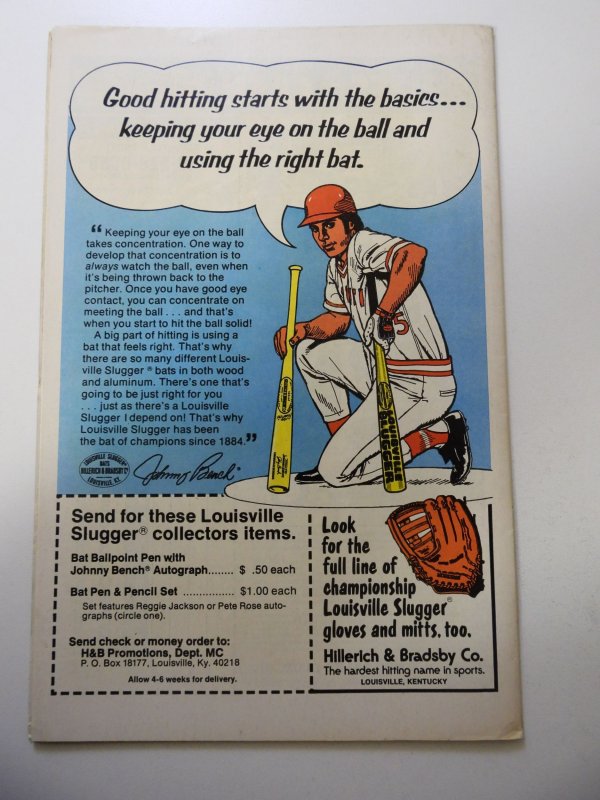 Good hitting starts with the basics...
keeping your eye on the ball and
using the right bat.
“ Keeping your eye on the ball
takes concentration. One way to
develop that concentration is to
always watch the ball, even when
it's being thrown back to the
pitcher. Once you have good eye
contact, you can concentrate on
meeting the ball . . . and that's
when you start to hit the ball solid!
A big part of hitting is using a
bat that feels right. That's why
there are so many different Louis-
ville Slugger ® bats in both wood
and aluminum. There's one that's
going to be just right for you
. . . just as there's a Louisville
Slugger I depend on! That's why
Louisville Slugger has been
the bat of champions since 1884.”
LOUISVILLE SLUGGER
BATS
HILLERICH & BRADSBY Co
LOUISVILLE, KY.
Johnny Bench
5
LOUISVILLE
SLUGGER
Send for these Louisville
Slugger® collectors items.
Bat Ballpoint Pen with
Johnny Bench® Autograph........ $ .50 each
Bat Pen & Pencil Set ................ $1.00 each
Set features Reggie Jackson or Pete Rose auto-
graphs (circle one).
Send check or money order to:
H&B Promotions, Dept. MC
P. O. Box 18177, Louisville, Ky. 40218
Allow 4-6 weeks for delivery.
Look
for the
full line of
championship
Louisville Slugger®
gloves and mitts, too.
Hillerich & Bradsby Co.
The hardest hitting name in sports.
LOUISVILLE, KENTUCKY